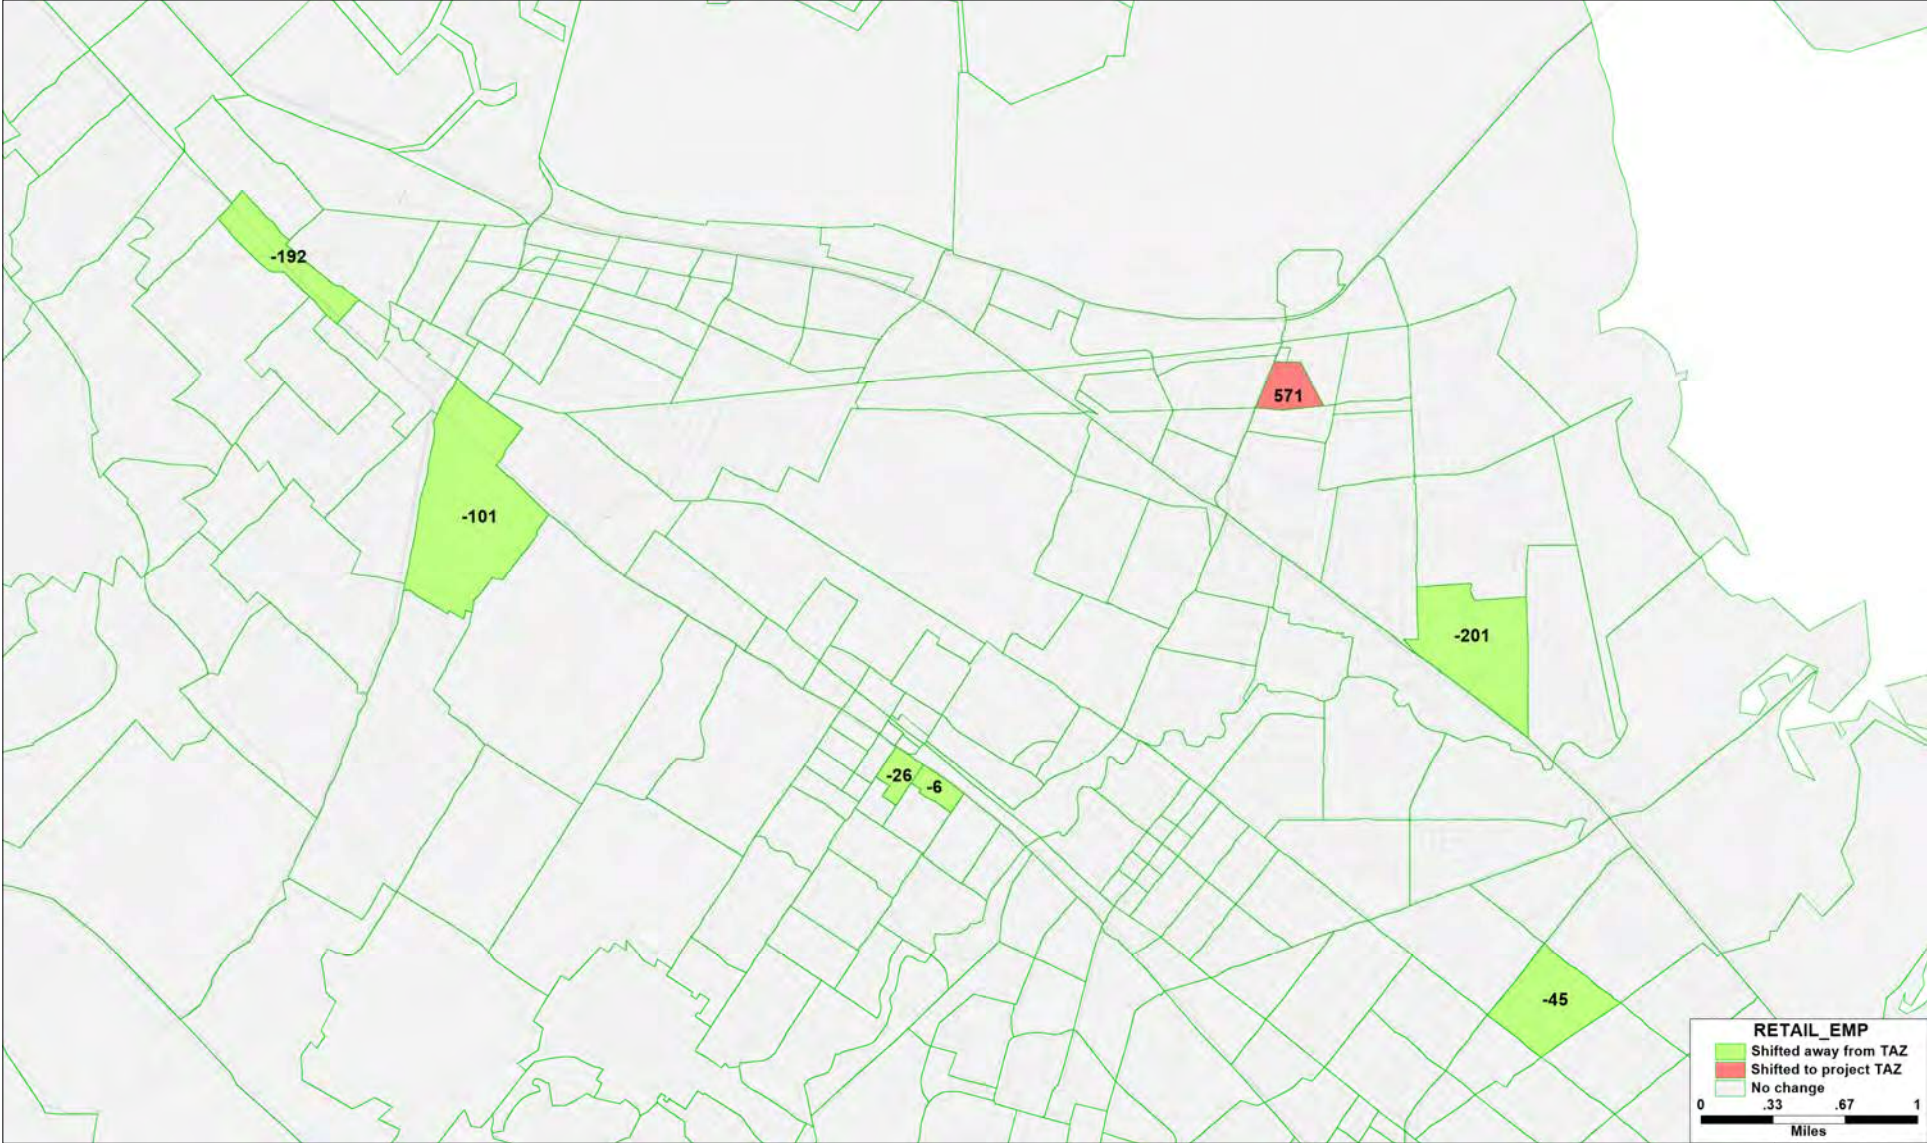 -192
571
-101
-201
-26
-6
-45
RETAIL_EMP
Shifted away from TAZ
Shifted to project TAZ
No change
0 .33 .67 1
Miles